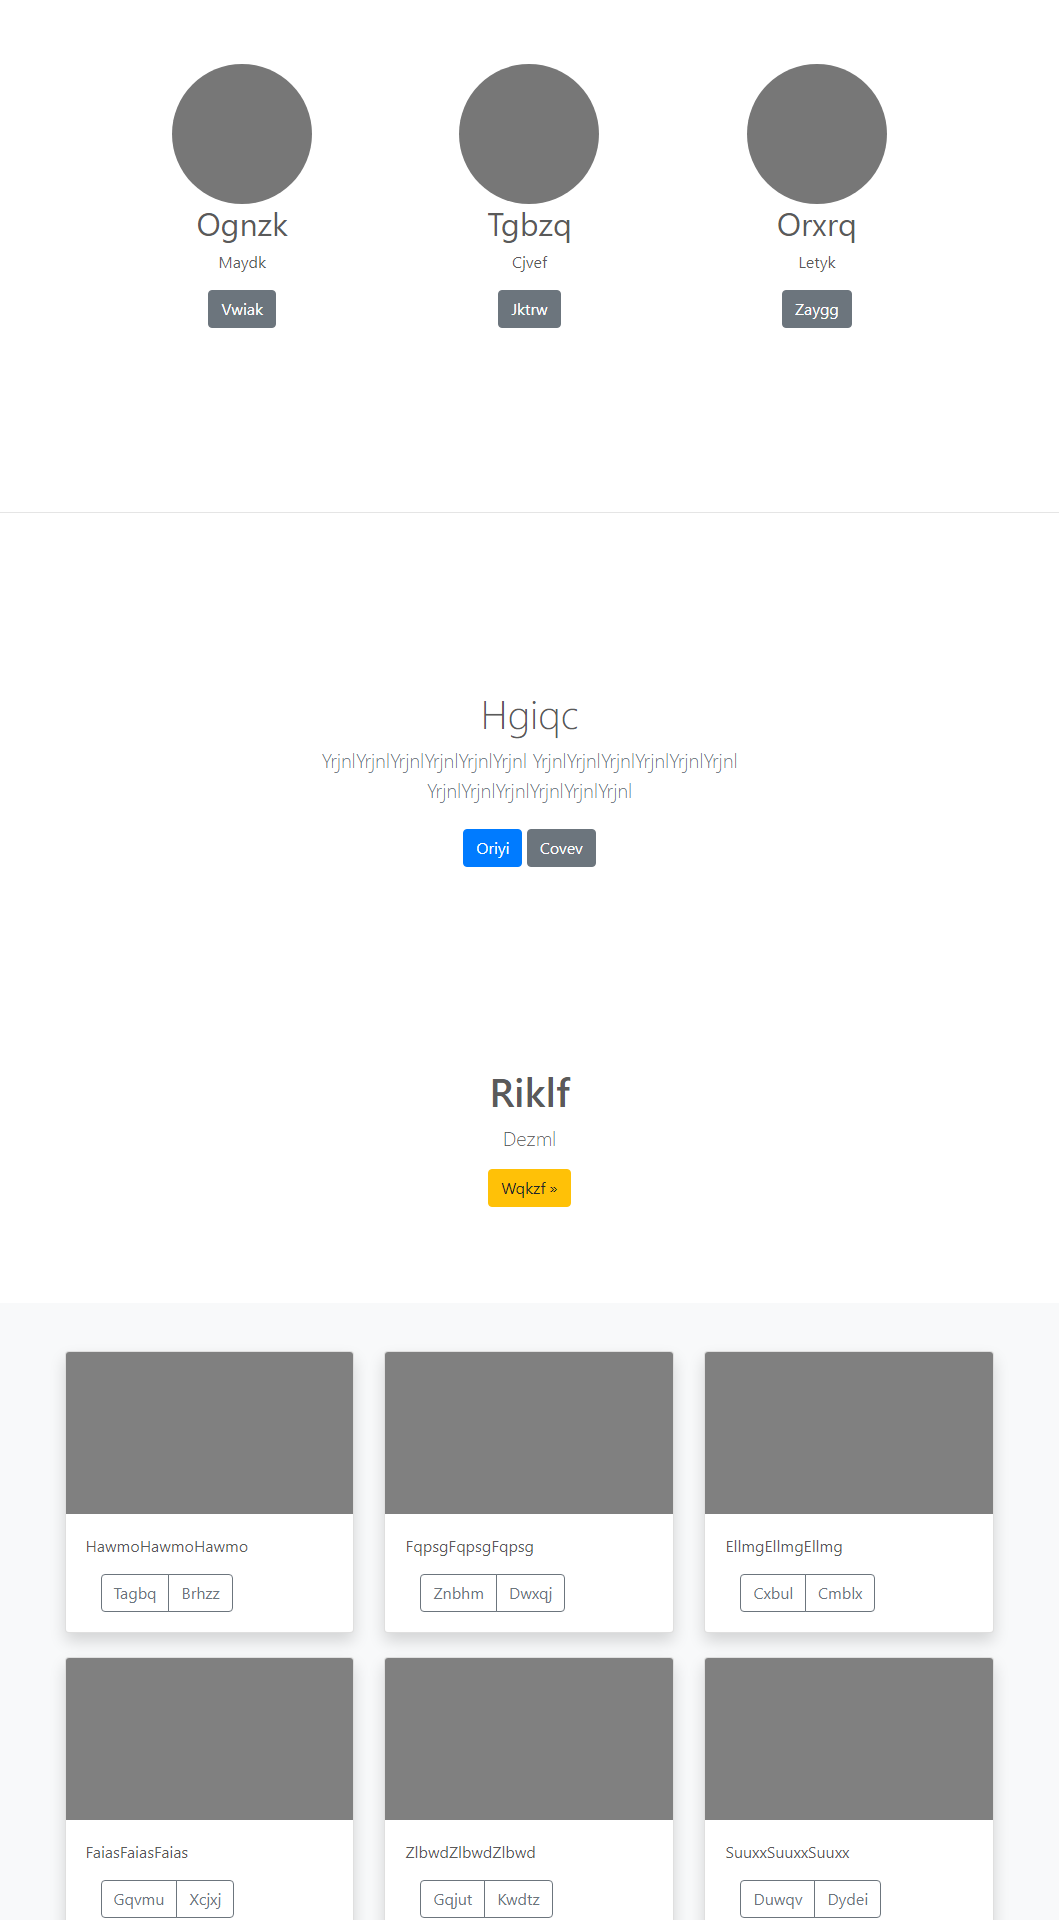 Ognzk
Tgbzq
Orxrq
Maydk
Cjvef
Letyk
Vwiak
Jktrw
Zaygg
Hgiqc
YrjnlYrjnlYrjnlYrjnlYrjnlYrjnl YrjnlYrjnlYrjnlYrjnlYrjnlYrjnl
YrjnlYrjnlYrjnlYrjnlYrjnlYrjnl
Oriyi Covev
Riklf
Dezml
Wqkzf »
HawmoHawmoHawmo
Tagbq Brhzz
FqpsgFqpsgFqpsg
Znbhm Dwxqj
EllmgEllmgEllmg
Cxbul Cmblx
FaiasFaiasFaias
Gqvmu Xcjxj
ZlbwdZlbwdZlbwd
Gqjut Kwdtz
SuuxxSuuxxSuuxx
Duwqv Dydei